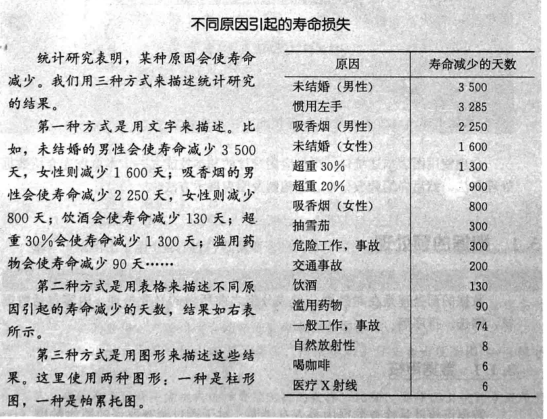 不同原因引起的寿命损失
统计研究表明，某种原因会使寿命
减少。我们用三种方式来描述统计研究
的结果。
第一种方式是用文字来描述。比
如，未结婚的男性会使寿命减少 3 500
天，女性则减少 1 600 天；吸香烟的男
性会使寿命减少 2 250 天，女性则减少
800 天；饮酒会使寿命减少 130 天；超
重 30%会使寿命减少 1 300 天；滥用药
物会使寿命减少 90 天……
第二种方式是用表格来描述不同原
因引起的寿命减少的天数，结果如右表
所示。
第三种方式是用图形来描述这些结
果。这里使用两种图形：一种是柱形
图，一种是帕累托图。
原因 寿命减少的天数
未结婚（男性） 3 500
惯用左手 3 285
吸香烟（男性） 2 250
未结婚（女性） 1 600
超重 30% 1 300
超重 20% 900
吸香烟（女性） 800
抽雪茄 300
危险工作，事故 300
交通事故 200
饮酒 130
滥用药物 90
一般工作，事故 74
自然放射性 8
喝咖啡 6
医疗 X 射线 6